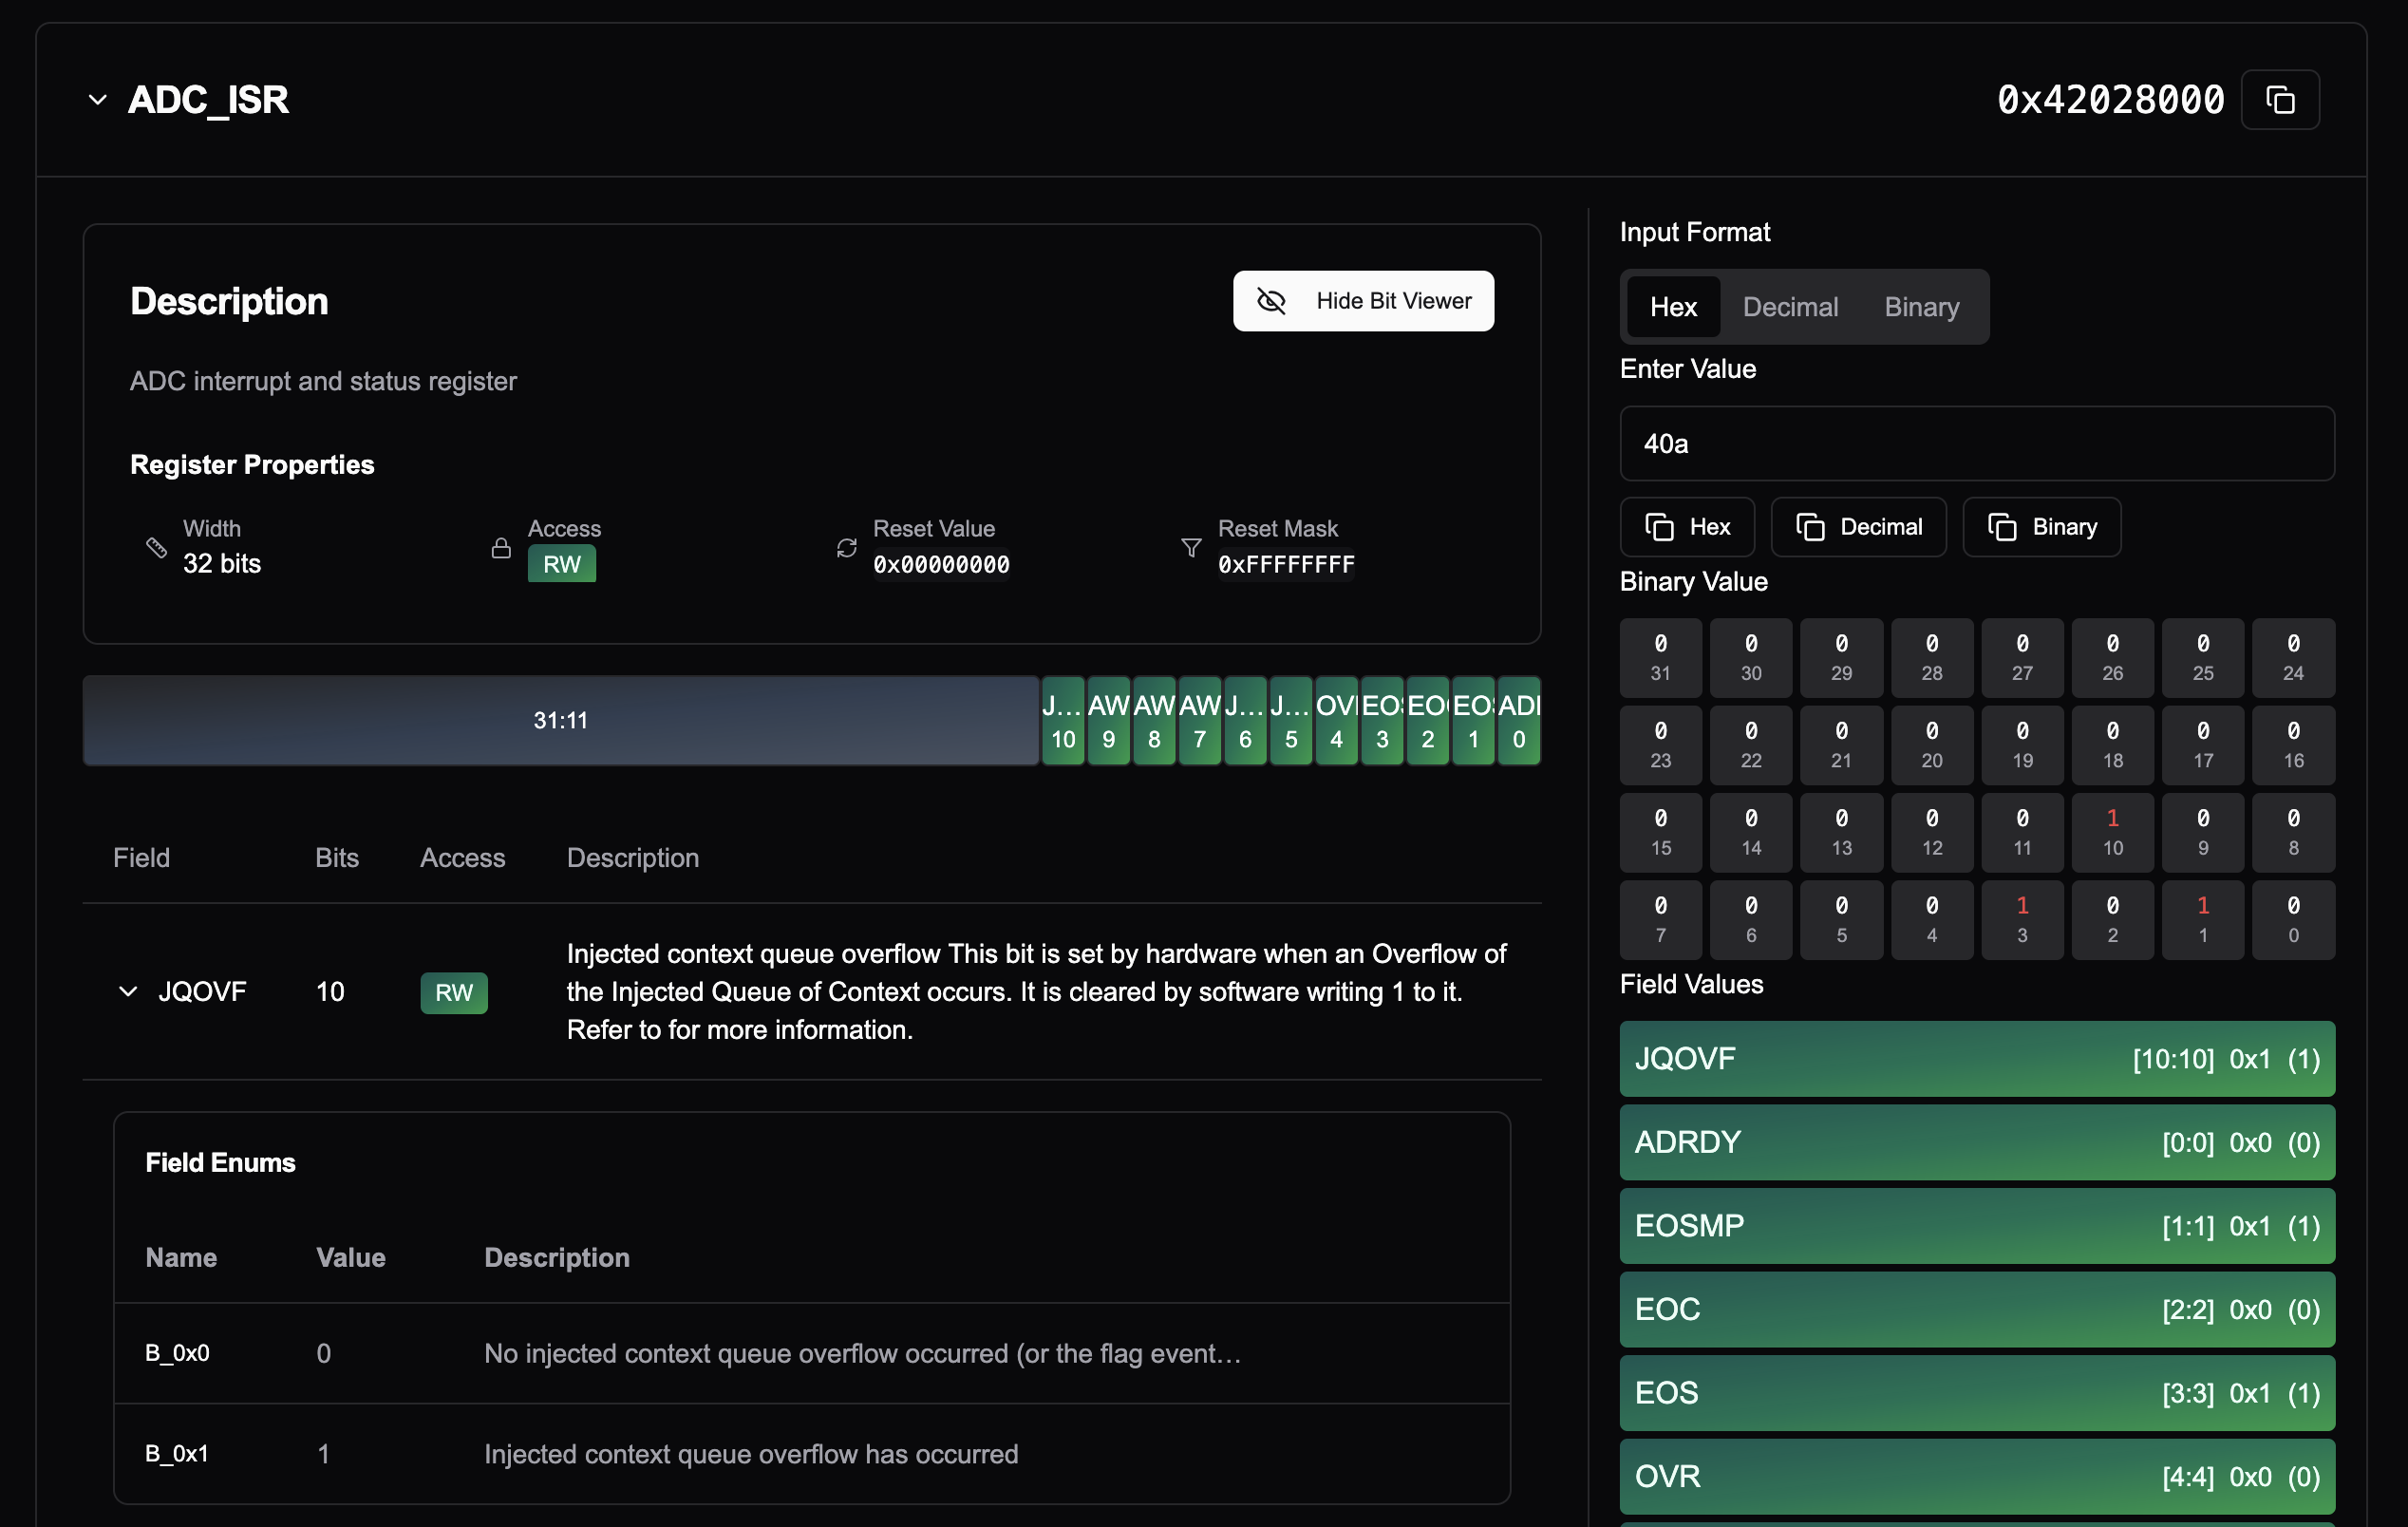 ADC_ISR
0x42028000
Description
Hide Bit Viewer
ADC interrupt and status register
Register Properties
Width
32 bits
Access
RW
Reset Value
0x00000000
Reset Mask
0xFFFFFFFF
31:11
J...
10
AW
9
AW
8
AW
7
J...
6
J...
5
OV
4
EO
3
EO
2
EO
1
AD
0
Field Bits Access Description
JQOVF 10 RW
Injected context queue overflow This bit is set by hardware when an Overflow of
the Injected Queue of Context occurs. It is cleared by software writing 1 to it.
Refer to for more information.
Field Enums
Name Value Description
B_0x0 0 No injected context queue overflow occurred (or the flag event...
B_0x1 1 Injected context queue overflow has occurred
Input Format
Hex Decimal Binary
Enter Value
40a
Hex Decimal Binary
Binary Value
0 0 0 0 0 0 0 0
31 30 29 28 27 26 25 24
0 0 0 0 0 0 0 0
23 22 21 20 19 18 17 16
0 0 0 0 0 1 0 0
15 14 13 12 11 10 9 8
0 0 0 0 1 0 1 0
7 6 5 4 3 2 1 0
Field Values
JQOVF [10:10] 0x1 (1)
ADRDY [0:0] 0x0 (0)
EOSMP [1:1] 0x1 (1)
EOC [2:2] 0x0 (0)
EOS [3:3] 0x1 (1)
OVR [4:4] 0x0 (0)